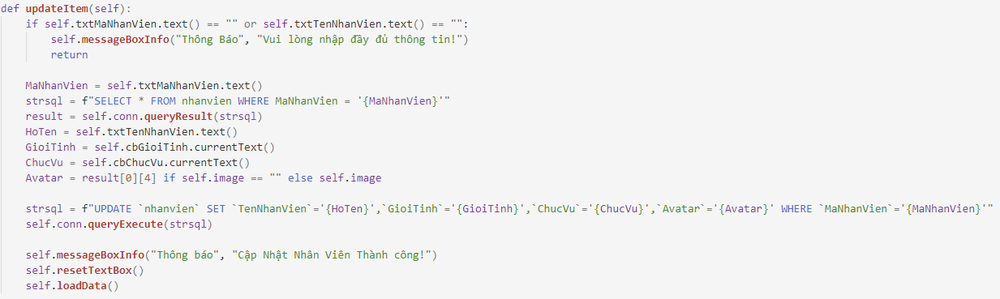 def updateItem(self):
    if self.txtMaNhanVien.text() == "" or self.txtTenNhanVien.text() == "":
        self.messageBoxInfo("Thông Báo", "Vui lòng nhập đầy đủ thông tin!")
        return

    MaNhanVien = self.txtMaNhanVien.text()
    strsql = f"SELECT * FROM nhanvien WHERE MaNhanVien = '{MaNhanVien}'"
    result = self.conn.queryResult(strsql)
    HoTen = self.txtTenNhanVien.text()
    GioiTinh = self.cbGioiTinh.currentText()
    ChucVu = self.cbChucVu.currentText()
    Avatar = result[0][4] if self.image == "" else self.image

    strsql = f"UPDATE `nhanvien` SET `TenNhanVien`='{HoTen}',`GioiTinh`='{GioiTinh}',`ChucVu`='{ChucVu}',`Avatar`='{Avatar}' WHERE `MaNhanVien`='{MaNhanVien}'"
    self.conn.queryExecute(strsql)

    self.messageBoxInfo("Thông báo", "Cập Nhật Nhân Viên Thành công!")
    self.resetTextBox()
    self.loadData()